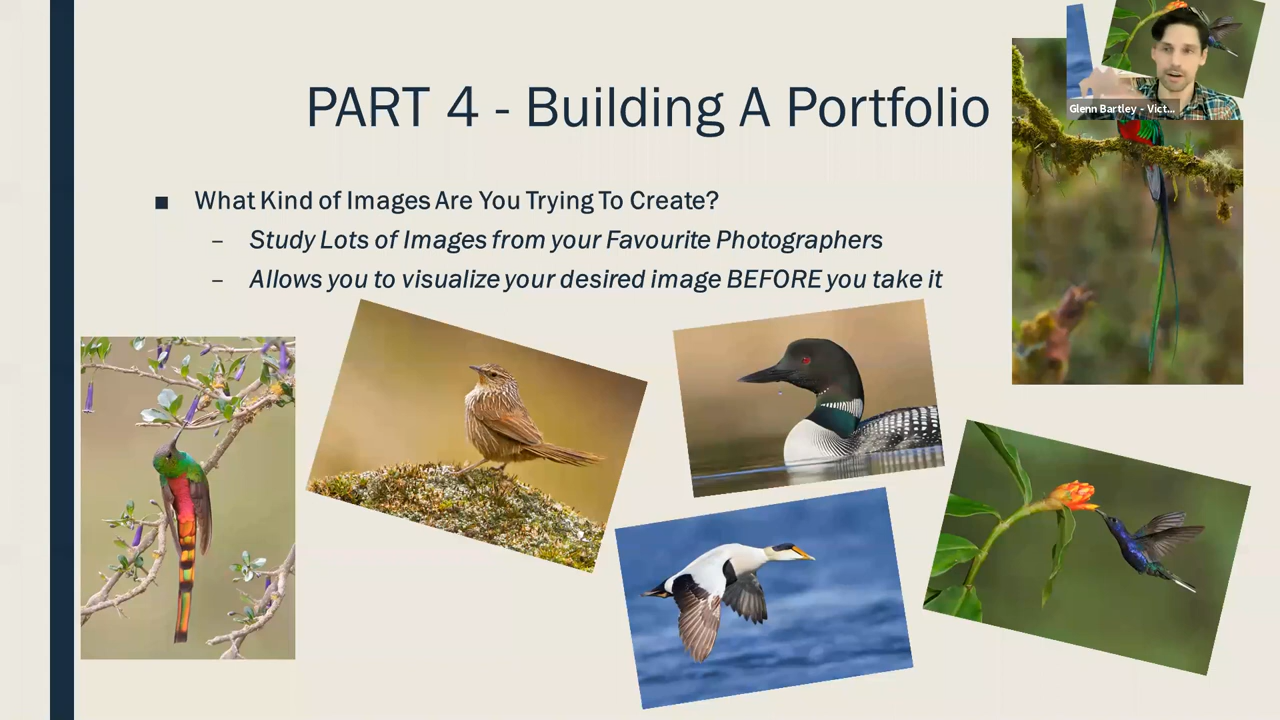 PART 4 - Building A Portfolio
Glenn Bartley - Vict...
■ What Kind of Images Are You Trying To Create?
– Study Lots of Images from your Favourite Photographers
– Allows you to visualize your desired image BEFORE you take it